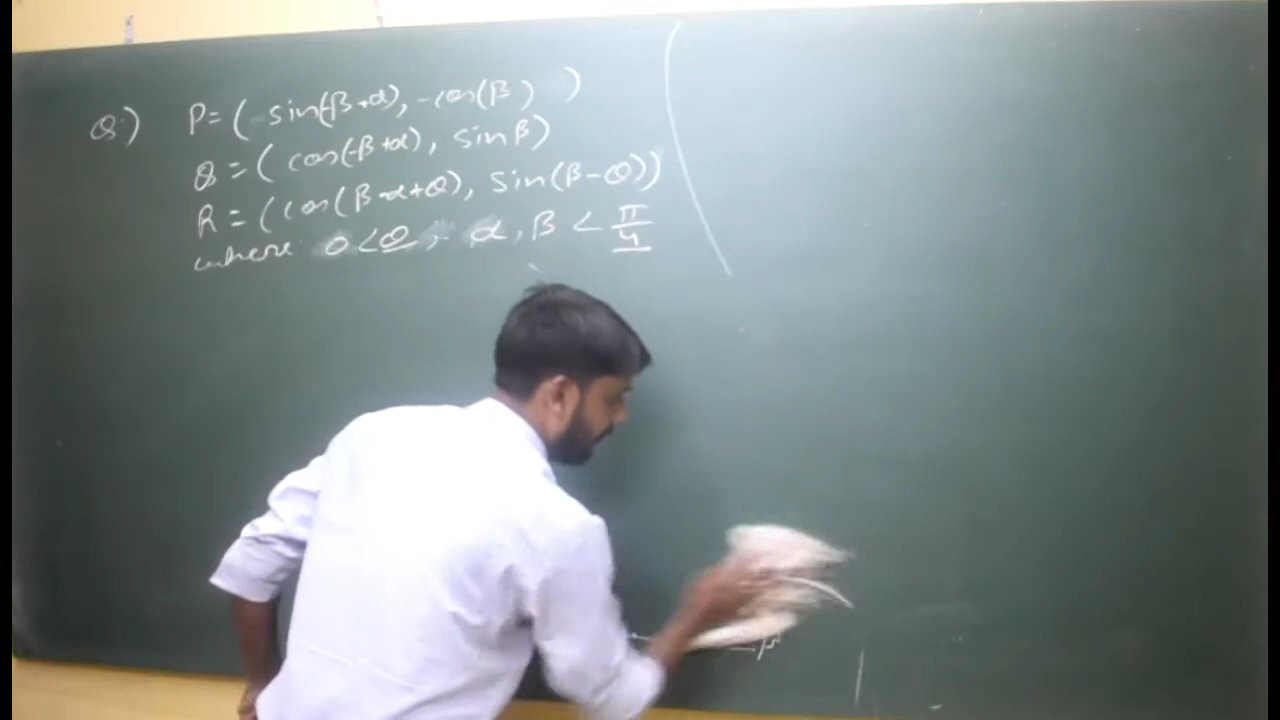 Q.) P = ( sin(-β+α), -cos(β) )
Q = ( cos(-β+α), sinβ)
R = (cos(β-α+θ), sin(β-θ))
where 0<θ, α, β < π/4